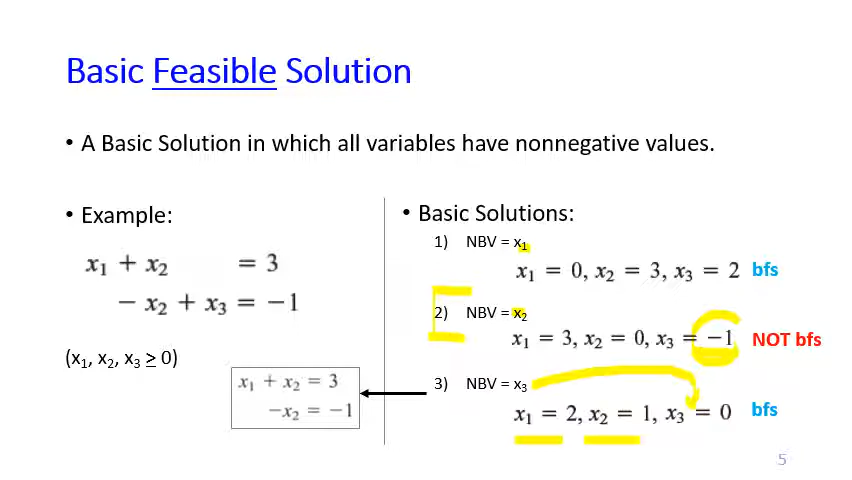 Basic Feasible Solution
• A Basic Solution in which all variables have nonnegative values.
• Example:
x₁ + x₂ = 3
− x₂ + x₃ = −1
(x₁, x₂, x₃ ≥ 0)
x₁ + x₂ = 3
−x₂ = −1
• Basic Solutions:
1) NBV = x₁
x₁ = 0, x₂ = 3, x₃ = 2 bfs
2) NBV = x₂
x₁ = 3, x₂ = 0, x₃ = −1 NOT bfs
3) NBV = x₃
x₁ = 2, x₂ = 1, x₃ = 0 bfs
5